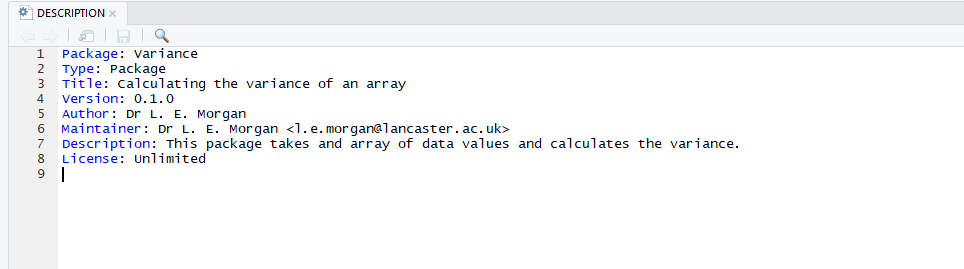 DESCRIPTION
1 Package: Variance
2 Type: Package
3 Title: Calculating the variance of an array
4 Version: 0.1.0
5 Author: Dr L. E. Morgan
6 Maintainer: Dr L. E. Morgan <l.e.morgan@lancaster.ac.uk>
7 Description: This package takes and array of data values and calculates the variance.
8 License: Unlimited
9